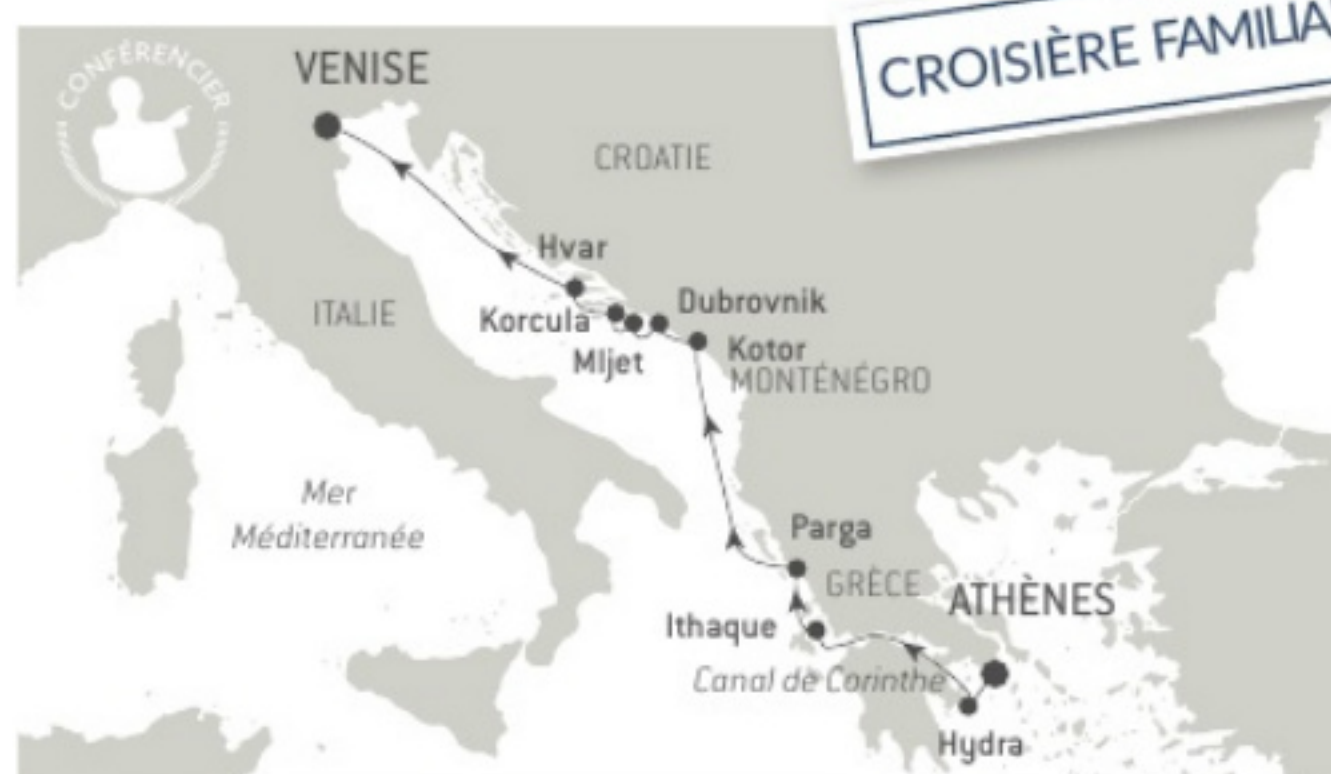 CONFÉRENCIER
VENISE
CROISIÈRE FAMILIA
CROATIE
Hvar
ITALIE
Korcula
Dubrovnik
Mljet
Kotor
MONTÉNÉGRO
Mer
Méditerranée
Parga
GRÈCE
ATHÈNES
Ithaque
Canal de Corinthe
Hydra